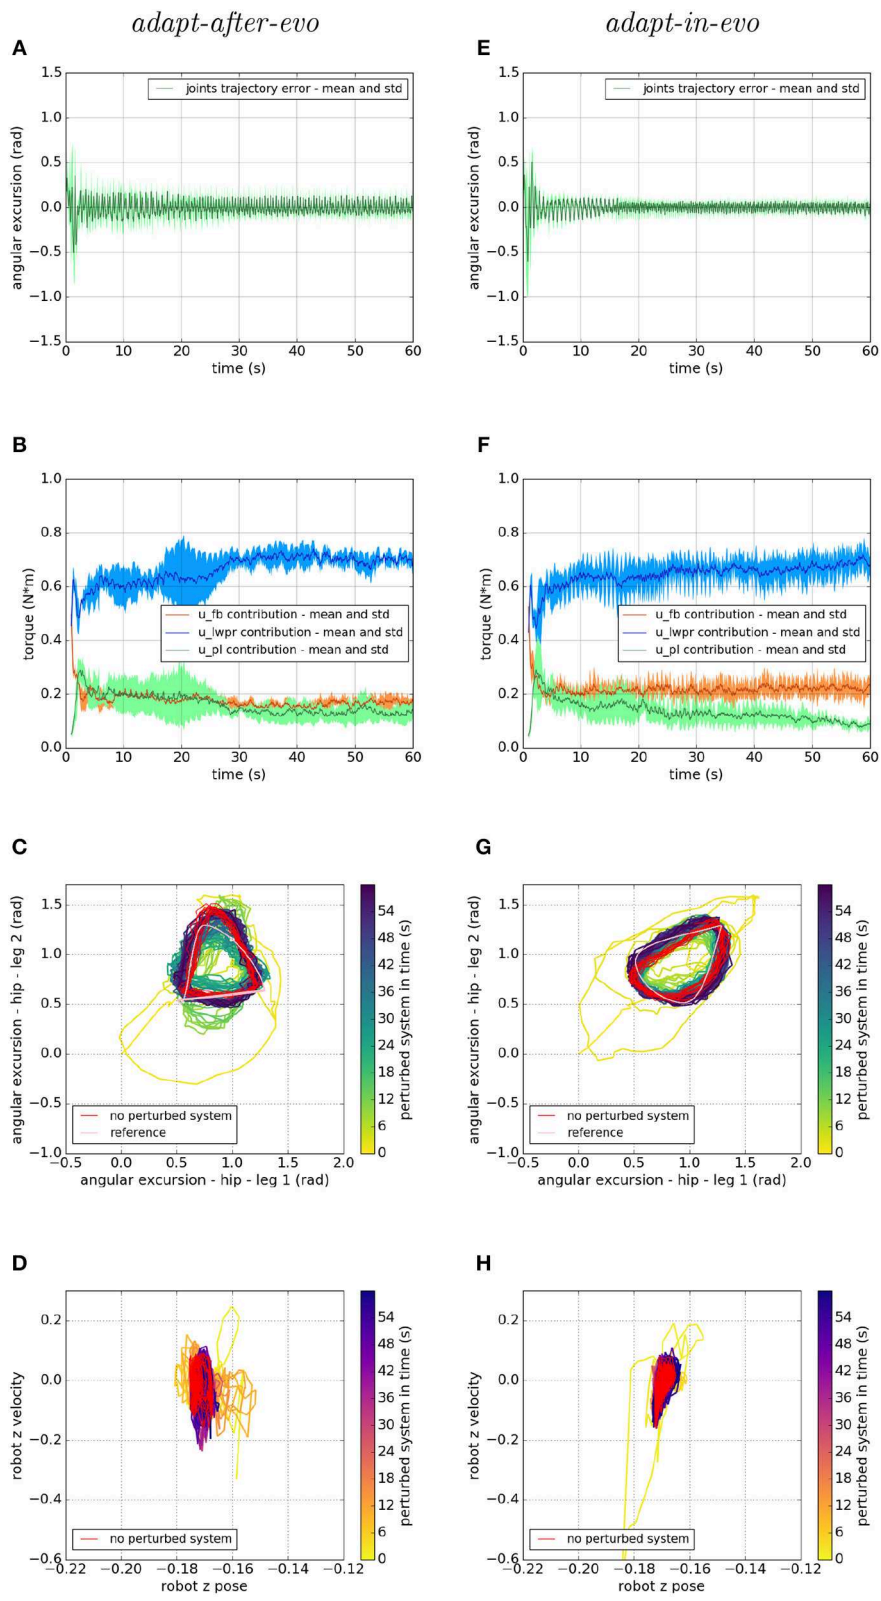 adapt-after-evo
adapt-in-evo
A
joints trajectory error - mean and std
angular excursion (rad)
1.5
1.0
0.5
0.0
−0.5
−1.0
−1.5
0 10 20 30 40 50 60
time (s)
E
joints trajectory error - mean and std
angular excursion (rad)
1.5
1.0
0.5
0.0
−0.5
−1.0
−1.5
0 10 20 30 40 50 60
time (s)
B
torque (N*m)
1.0
0.8
0.6
0.4
0.2
0.0
u_fb contribution - mean and std
u_lwpr contribution - mean and std
u_pl contribution - mean and std
0 10 20 30 40 50 60
time (s)
F
torque (N*m)
1.0
0.8
0.6
0.4
0.2
0.0
u_fb contribution - mean and std
u_lwpr contribution - mean and std
u_pl contribution - mean and std
0 10 20 30 40 50 60
time (s)
C
angular excursion - hip - leg 2 (rad)
1.5
1.0
0.5
0.0
−0.5
−1.0
no perturbed system
reference
−0.5 0.0 0.5 1.0 1.5 2.0
angular excursion - hip - leg 1 (rad)
54
48
42
36
30
24
18
12
6
0
perturbed system in time (s)
G
angular excursion - hip - leg 2 (rad)
1.5
1.0
0.5
0.0
−0.5
−1.0
no perturbed system
reference
−0.5 0.0 0.5 1.0 1.5 2.0
angular excursion - hip - leg 1 (rad)
54
48
42
36
30
24
18
12
6
0
perturbed system in time (s)
D
robot z velocity
0.2
0.0
−0.2
−0.4
−0.6
no perturbed system
−0.22 −0.20 −0.18 −0.16 −0.14 −0.12
robot z pose
54
48
42
36
30
24
18
12
6
0
perturbed system in time (s)
H
robot z velocity
0.2
0.0
−0.2
−0.4
−0.6
no perturbed system
−0.22 −0.20 −0.18 −0.16 −0.14 −0.12
robot z pose
54
48
42
36
30
24
18
12
6
0
perturbed system in time (s)